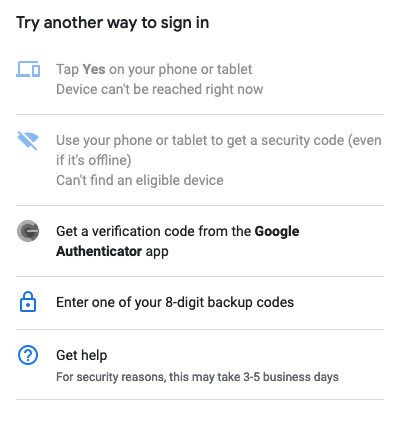 Try another way to sign in
Tap Yes on your phone or tablet
Device can't be reached right now
Use your phone or tablet to get a security code (even
if it's offline)
Can't find an eligible device
Get a verification code from the Google
Authenticator app
Enter one of your 8-digit backup codes
Get help
For security reasons, this may take 3-5 business days